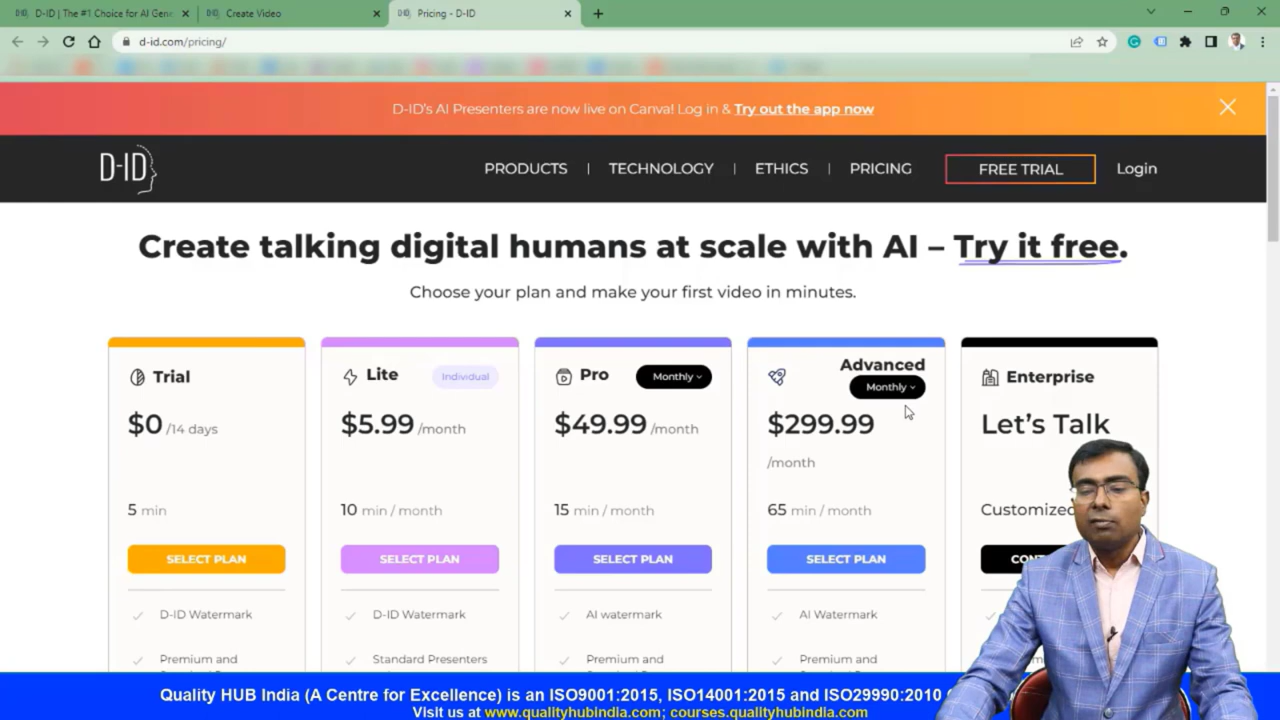 D-ID | The #1 Choice for AI Gene
Create Video
Pricing - D-ID
d-id.com/pricing/
D-ID's AI Presenters are now live on Canva! Log in & Try out the app now
D-ID
PRODUCTS | TECHNOLOGY | ETHICS | PRICING
FREE TRIAL
Login
Create talking digital humans at scale with AI – Try it free.
Choose your plan and make your first video in minutes.
Trial
$0 /14 days
5 min
SELECT PLAN
D-ID Watermark
Premium and
Lite
Individual
$5.99 /month
10 min / month
SELECT PLAN
D-ID Watermark
Standard Presenters
Pro
Monthly
$49.99 /month
15 min / month
SELECT PLAN
AI watermark
Premium and
Advanced
Monthly
$299.99
/month
65 min / month
SELECT PLAN
AI Watermark
Premium and
Enterprise
Let's Talk
Customized
Quality HUB India (A Centre for Excellence) is an ISO9001:2015, ISO14001:2015 and ISO29990:2010
Visit us at www.qualityhubindia.com; courses.qualityhubindia.com